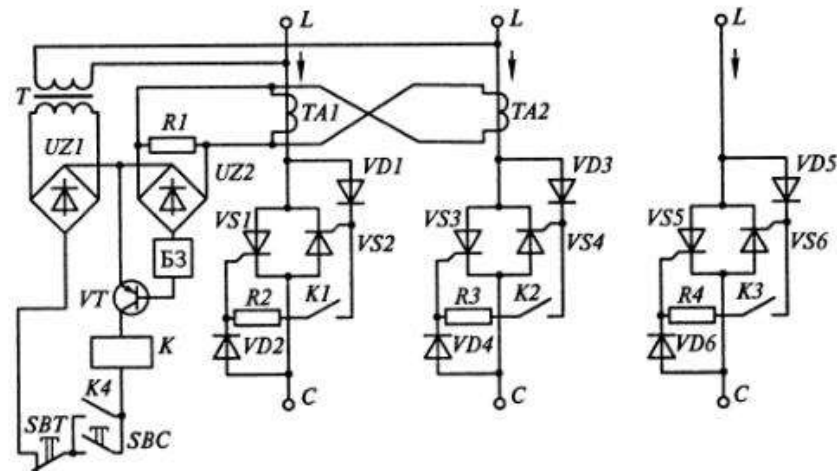 L
L
L
T
R1
TA1
TA2
UZ1
UZ2
VD1
VD3
VD5
VS1
VS2
VS3
VS4
VS5
VS6
БЗ
VT
R2
K1
R3
K2
R4
K3
K
VD2
VD4
VD6
K4
C
C
C
SBT
SBC